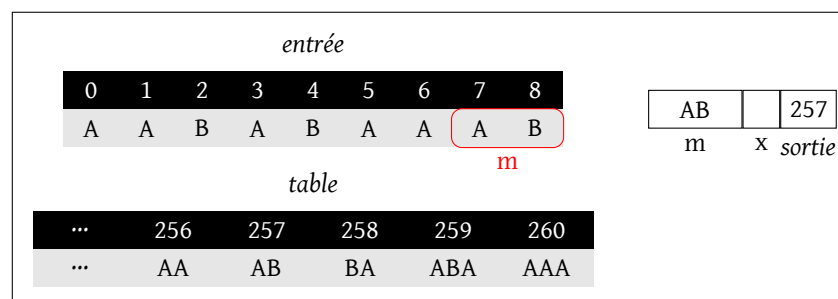 entrée
0 1 2 3 4 5 6 7 8
A A B A B A A A B
m
AB 257
m x sortie
table
... 256 257 258 259 260
... AA AB BA ABA AAA